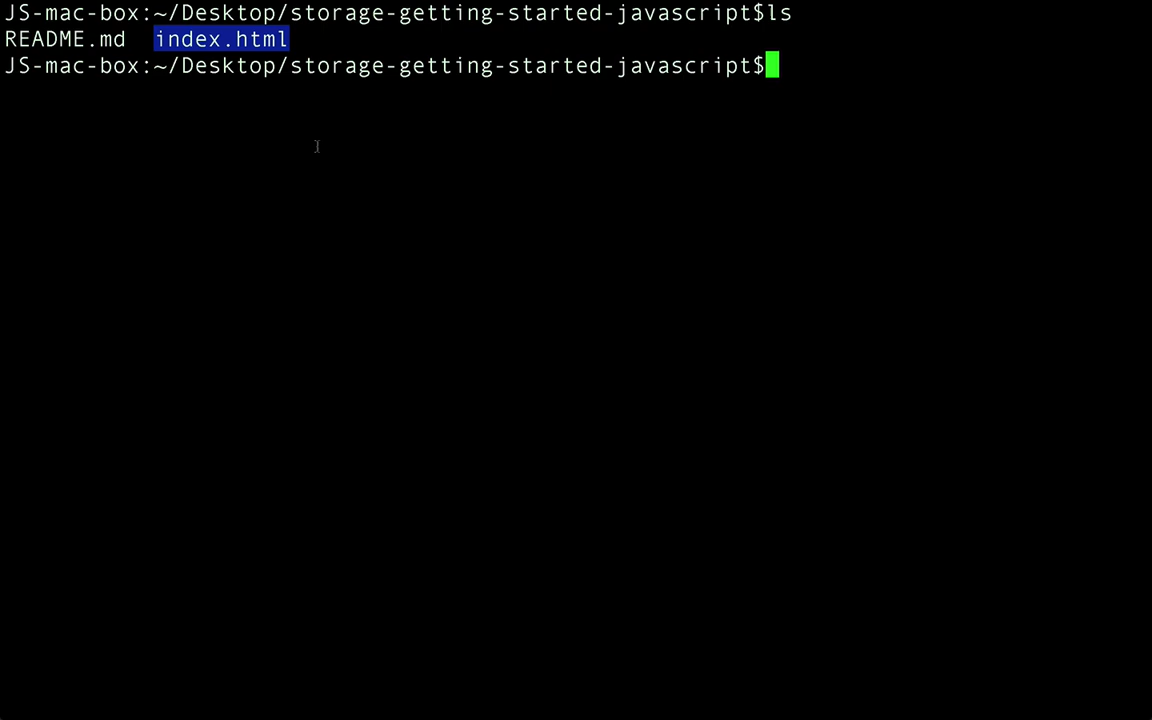 JS-mac-box:~/Desktop/storage-getting-started-javascript$ls
README.md  index.html
JS-mac-box:~/Desktop/storage-getting-started-javascript$